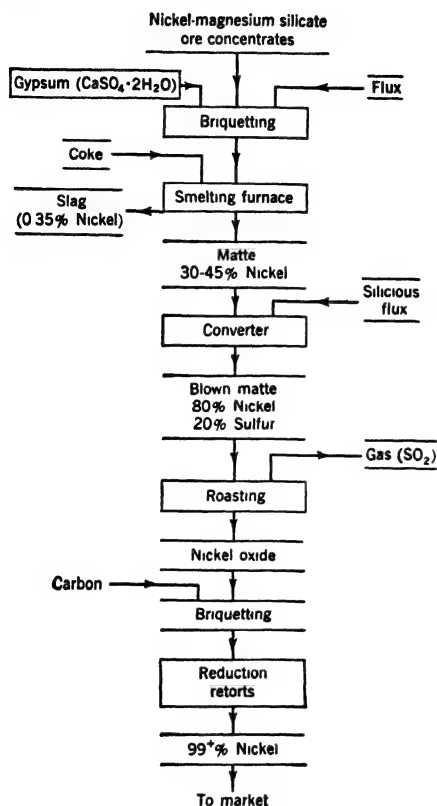 Nickel-magnesium silicate
ore concentrates
Gypsum (CaSO₄·2H₂O)
Flux
Briquetting
Coke
Smelting furnace
Slag
(0 35% Nickel)
Matte
30-45% Nickel
Silicious
flux
Converter
Blown matte
80% Nickel
20% Sulfur
Gas (SO₂)
Roasting
Nickel oxide
Carbon
Briquetting
Reduction
retorts
99⁺% Nickel
To market